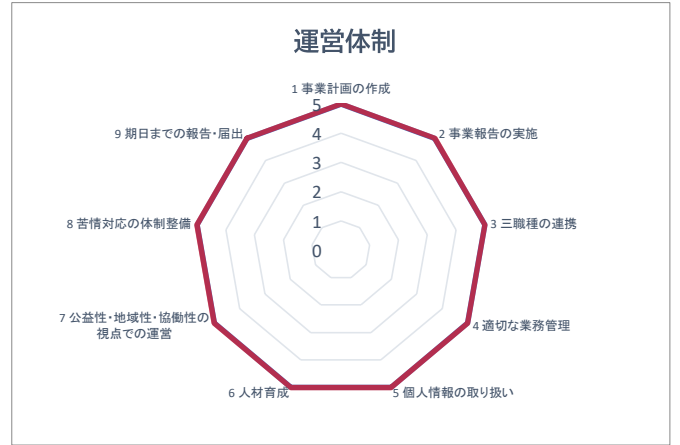 運営体制
1 事業計画の作成
2 事業報告の実施
3 三職種の連携
4 適切な業務管理
5 個人情報の取り扱い
6 人材育成
7 公益性・地域性・協働性の
視点での運営
8 苦情対応の体制整備
9 期日までの報告・届出
5
4
3
2
1
0